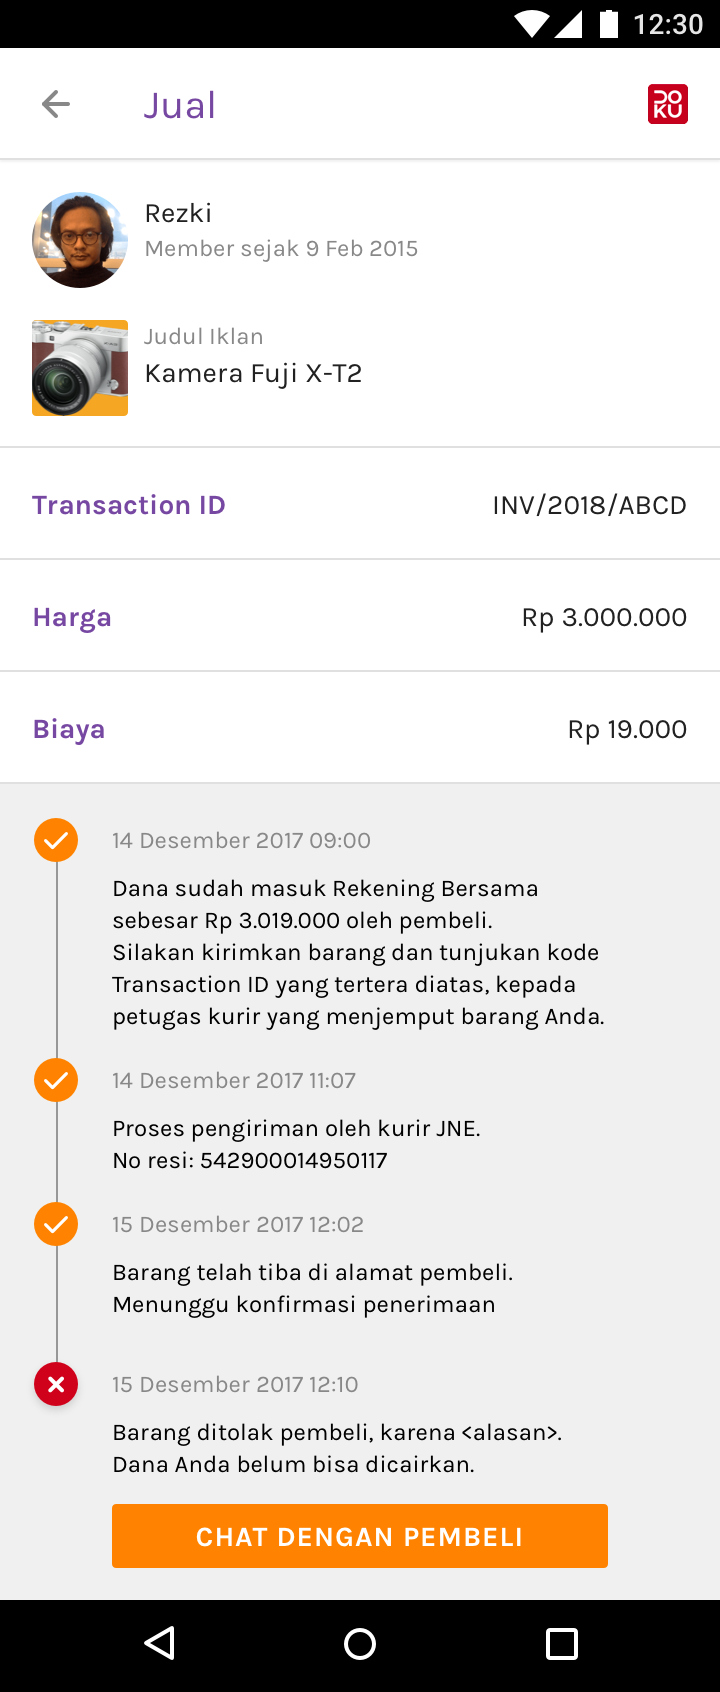 12:30
Jual
DOKU
Rezki
Member sejak 9 Feb 2015
Judul Iklan
Kamera Fuji X-T2
Transaction ID
INV/2018/ABCD
Harga
Rp 3.000.000
Biaya
Rp 19.000
14 Desember 2017 09:00
Dana sudah masuk Rekening Bersama
sebesar Rp 3.019.000 oleh pembeli.
Silakan kirimkan barang dan tunjukan kode
Transaction ID yang tertera diatas, kepada
petugas kurir yang menjemput barang Anda.
14 Desember 2017 11:07
Proses pengiriman oleh kurir JNE.
No resi: 542900014950117
15 Desember 2017 12:02
Barang telah tiba di alamat pembeli.
Menunggu konfirmasi penerimaan
15 Desember 2017 12:10
Barang ditolak pembeli, karena <alasan>.
Dana Anda belum bisa dicairkan.
CHAT DENGAN PEMBELI